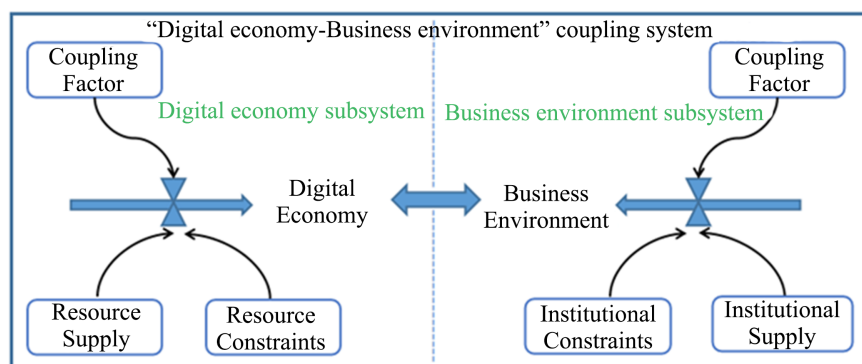 “Digital economy-Business environment” coupling system
Coupling
Factor
Coupling
Factor
Digital economy subsystem
Business environment subsystem
Digital
Economy
Business
Environment
Resource
Supply
Resource
Constraints
Institutional
Constraints
Institutional
Supply